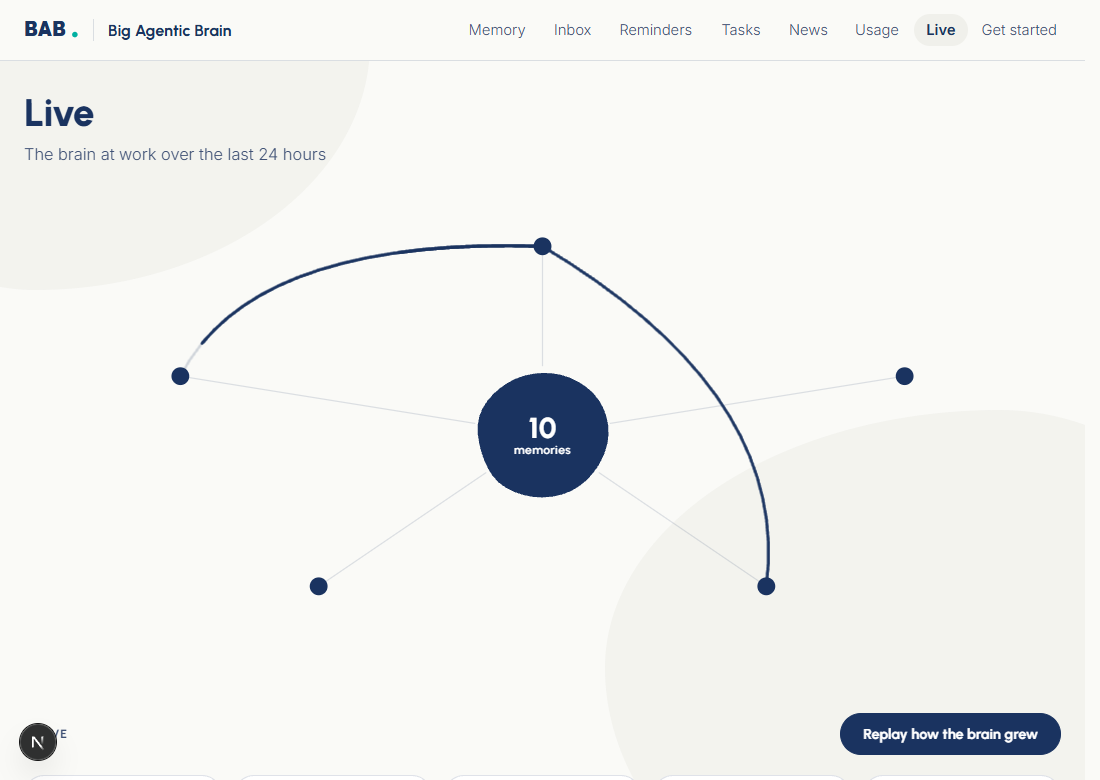 BAB.
Big Agentic Brain
Memory
Inbox
Reminders
Tasks
News
Usage
Live
Get started
Live
The brain at work over the last 24 hours
10
memories
N
Replay how the brain grew